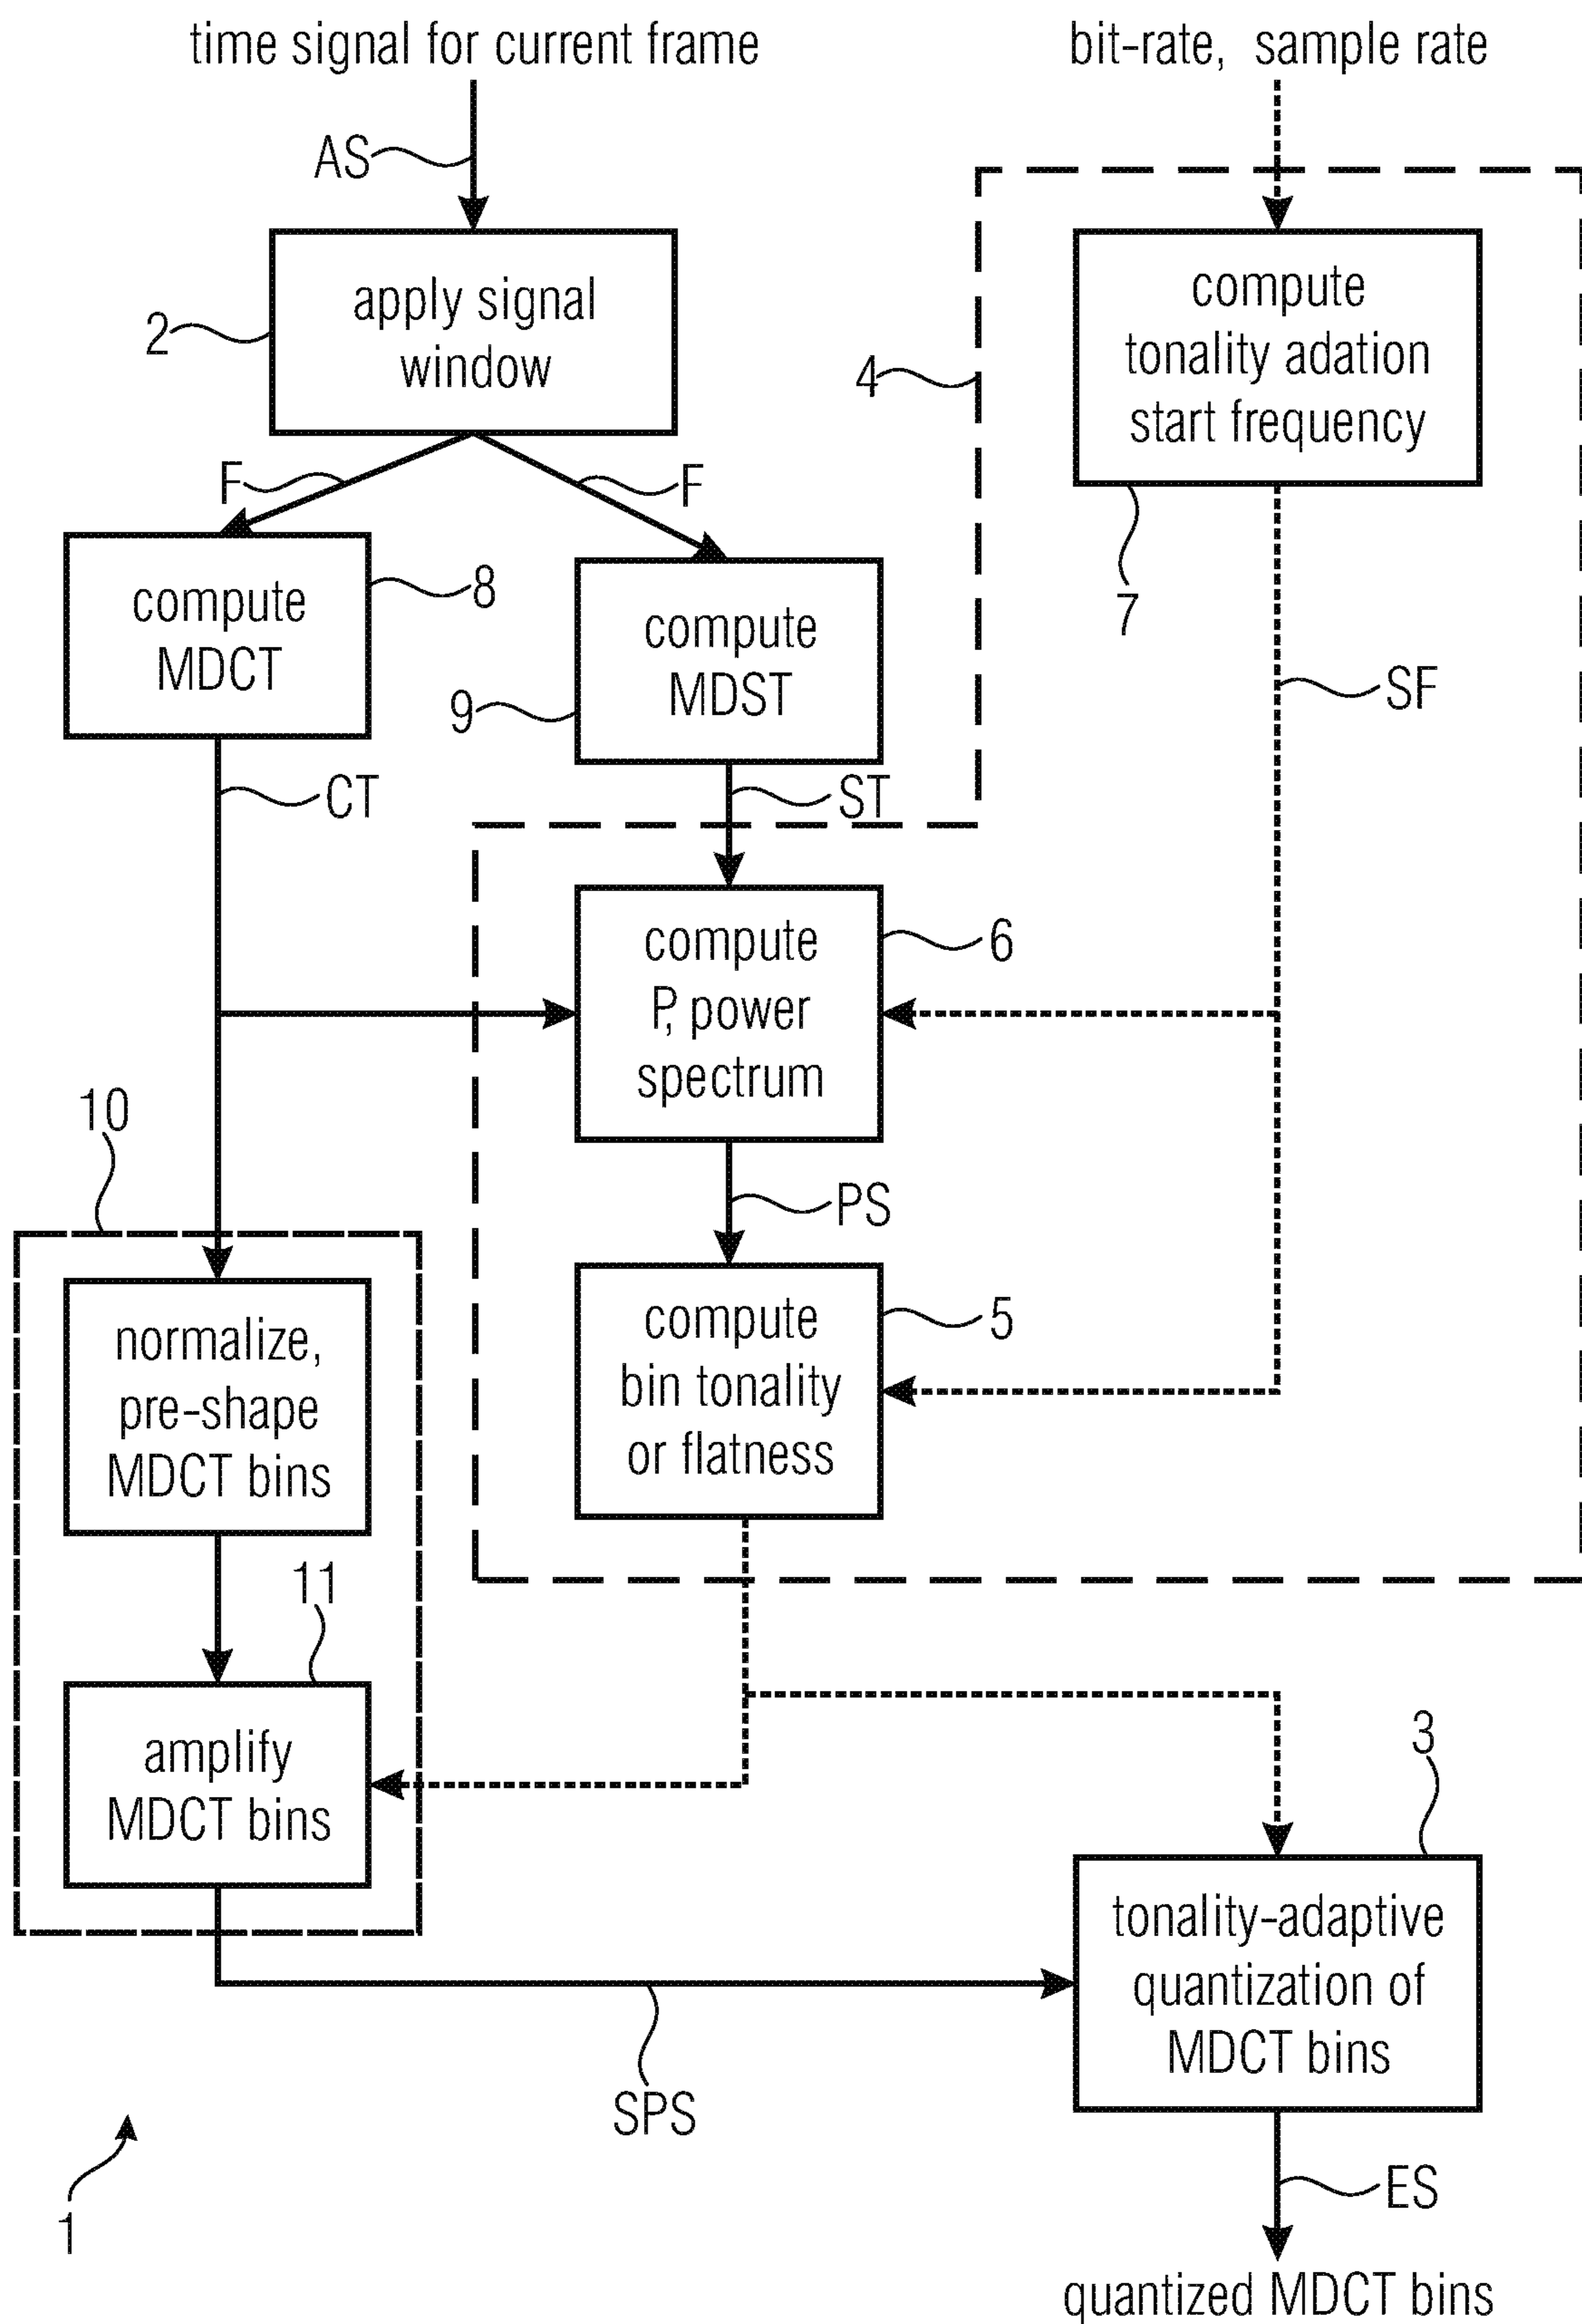 time signal for current frame
bit-rate, sample rate
AS
apply signal
window
2
compute
tonality adation
start frequency
4
7
F
F
compute
MDCT
8
compute
MDST
9
SF
CT
ST
compute
P, power
spectrum
6
10
PS
normalize,
pre-shape
MDCT bins
compute
bin tonality
or flatness
5
11
amplify
MDCT bins
3
tonality-adaptive
quantization of
MDCT bins
SPS
1
ES
quantized MDCT bins